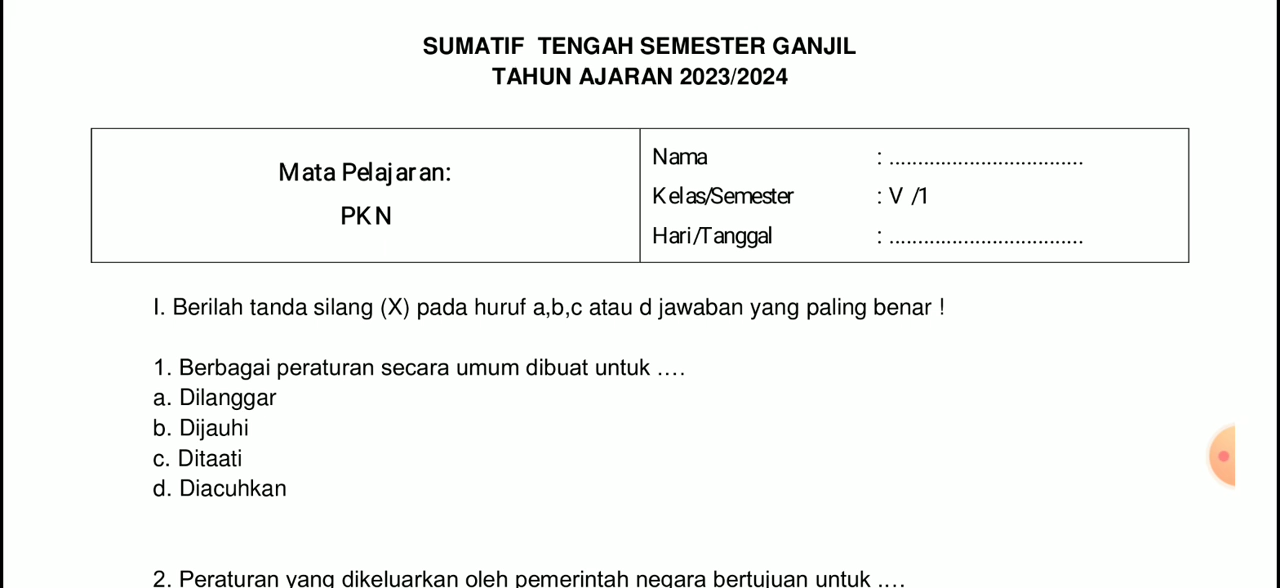 SUMATIF TENGAH SEMESTER GANJIL
TAHUN AJARAN 2023/2024
Mata Pelajaran:
PKN
Nama : ..................................
Kelas/Semester : V /1
Hari/Tanggal : ..................................
I. Berilah tanda silang (X) pada huruf a,b,c atau d jawaban yang paling benar !
1. Berbagai peraturan secara umum dibuat untuk ….
a. Dilanggar
b. Dijauhi
c. Ditaati
d. Diacuhkan
2. Peraturan yang dikeluarkan oleh pemerintah negara bertujuan untuk ….